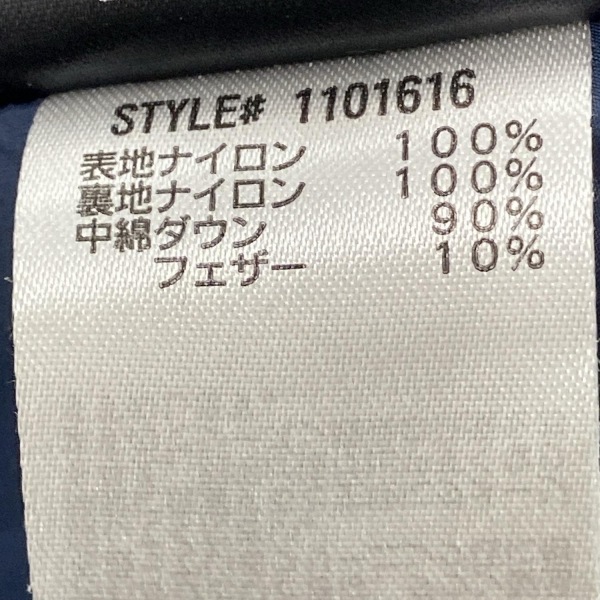 STYLE# 1101616
表地ナイロン 100%
裏地ナイロン 100%
中綿ダウン 90%
フェザー 10%